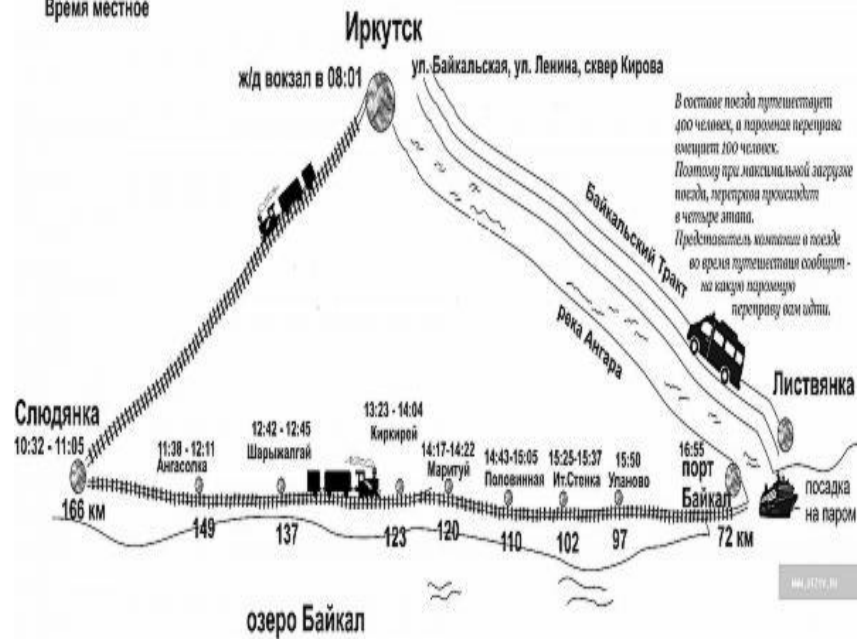 Время местное
Иркутск
ж/д вокзал в 08:01
ул. Байкальская, ул. Ленина, сквер Кирова
В составе поезда путешествует
400 человек, а паромная переправа
вмещает 100 человек.
Поэтому при максимальной загрузке
поезда, переправа происходит
в четыре этапа.
Представитель компании в поезде
во время путешествия сообщит -
на какую паромную
переправу вам идти.
Байкальский Тракт
река Ангара
Листвянка
Слюдянка
10:32 - 11:05
11:38 - 12:11
Ангасолка
12:42 - 12:45
Шарыжалгай
13:23 - 14:04
Киркирой
14:17-14:22
Маритуй
14:43-15:05
Половинная
15:25-15:37
Ит.Стенка
15:50
Уланово
16:55
порт
Байкал
посадка
на паром
166 км
149
137
123
120
110
102
97
72 км
озеро Байкал